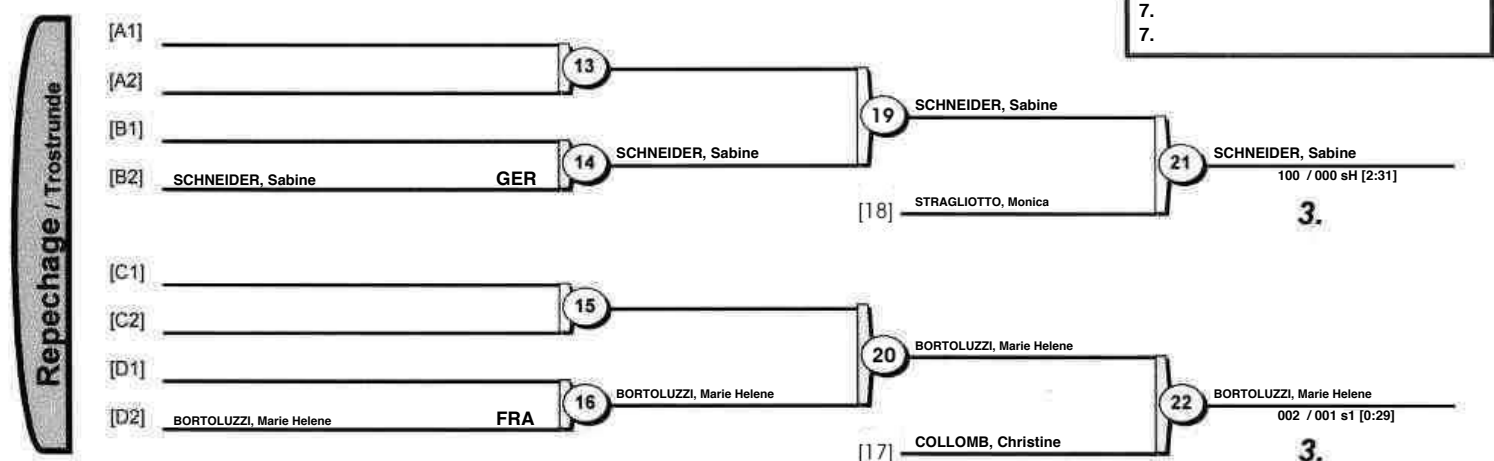 7.
7.
Repechage / Trostrunde
[A1]
[A2]
13
[B1]
[B2] SCHNEIDER, Sabine GER
14
SCHNEIDER, Sabine
19
SCHNEIDER, Sabine
[18] STRAGLIOTTO, Monica
21
SCHNEIDER, Sabine
100 / 000 sH [2:31]
3.
[C1]
[C2]
15
[D1]
[D2] BORTOLUZZI, Marie Helene FRA
16
BORTOLUZZI, Marie Helene
20
BORTOLUZZI, Marie Helene
[17] COLLOMB, Christine
22
BORTOLUZZI, Marie Helene
002 / 001 s1 [0:29]
3.